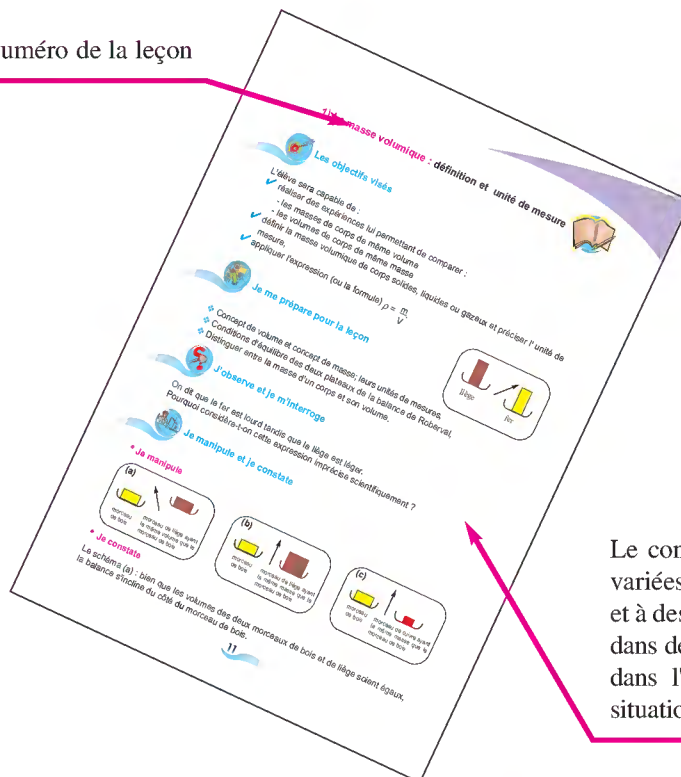 uméro de la leçon
masse volumique : définition et unité de mesure
Les objectifs visés
L'élève sera capable de :
réaliser des expériences lui permettant de comparer :
- les masses de corps de même volume
- les volumes de corps de même masse
définir la masse volumique de corps solides, liquides ou gazeux et préciser l'unité de
mesure,
appliquer l'expression (ou la formule) ρ = m/V
Je me prépare pour la leçon
Concept de volume et concept de masse; leurs unités de mesures,
Conditions d'équilibre des deux plateaux de la balance de Roberval,
Distinguer entre la masse d'un corps et son volume.
liège
fer
J'observe et je m'interroge
On dit que le fer est lourd tandis que le liège est léger.
Pourquoi considère-t-on cette expression imprécise scientifiquement ?
Je manipule et je constate
• Je manipule
(a)
morceau
de bois
morceau de liège ayant
le même volume que le
morceau de bois
(b)
morceau
de bois
morceau de liège ayant
la même masse que le
morceau de bois
(c)
morceau
de bois
morceau de cuivre ayant
la même masse que le
morceau de bois
• Je constate
Le schéma (a) : bien que les volumes des deux morceaux de bois et de liège soient égaux,
la balance s'incline du côté du morceau de bois.
11
Le con
variées
et à des
dans de
dans l'
situatio